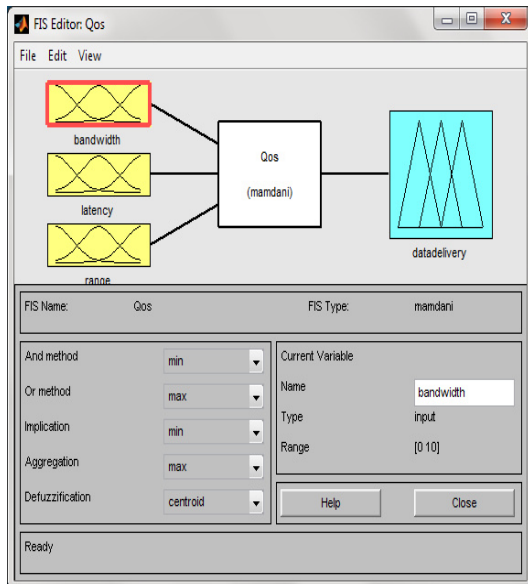 FIS Editor: Qos
File Edit View
bandwidth
latency
range
Qos
(mamdani)
datadelivery
FIS Name: Qos FIS Type: mamdani
And method min
Or method max
Implication min
Aggregation max
Defuzzification centroid
Current Variable
Name bandwidth
Type input
Range [0 10]
Help Close
Ready